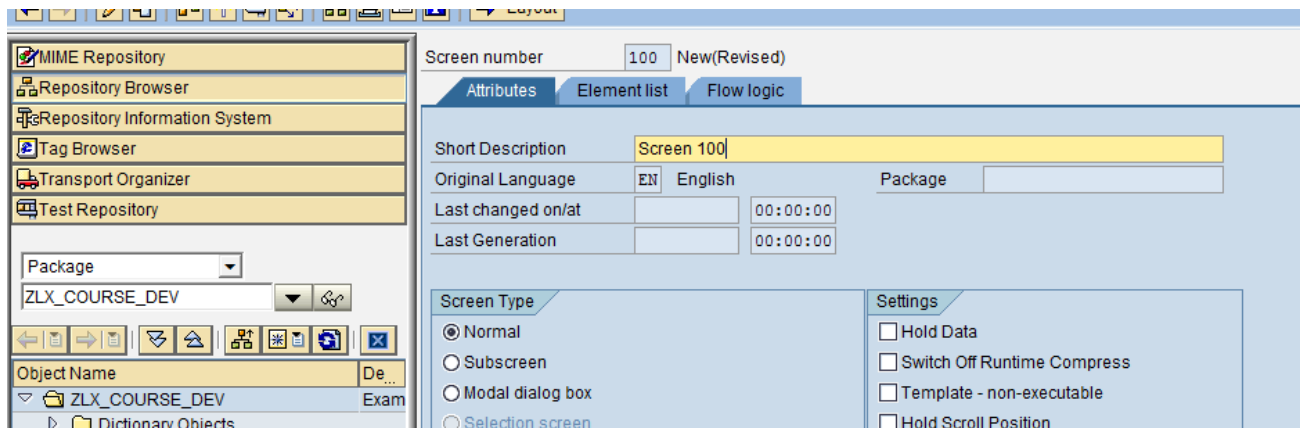 Layout
MIME Repository
Repository Browser
Repository Information System
Tag Browser
Transport Organizer
Test Repository
Package
ZLX_COURSE_DEV
Object Name De...
ZLX_COURSE_DEV Exam
Dictionary Objects
Screen number 100 New(Revised)
Attributes Element list Flow logic
Short Description Screen 100
Original Language EN English Package
Last changed on/at 00:00:00
Last Generation 00:00:00
Screen Type
Normal
Subscreen
Modal dialog box
Selection screen
Settings
Hold Data
Switch Off Runtime Compress
Template - non-executable
Hold Scroll Position